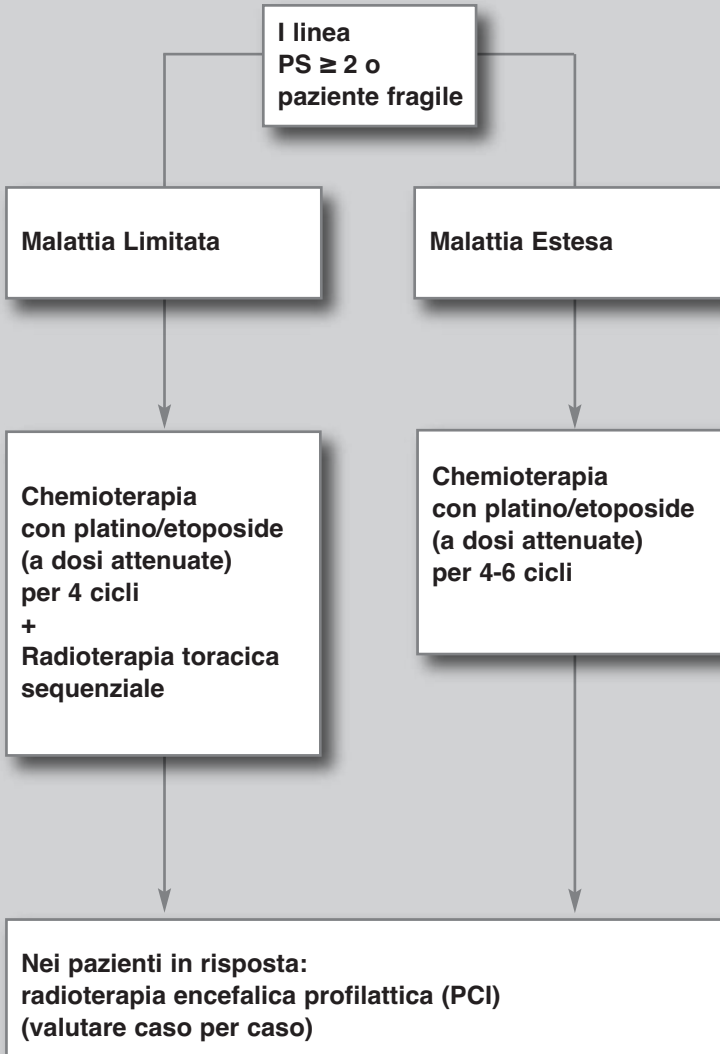 I linea
PS ≥ 2 o
paziente fragile
Malattia Limitata
Malattia Estesa
Chemioterapia
con platino/etoposide
(a dosi attenuate)
per 4 cicli
+
Radioterapia toracica
sequenziale
Chemioterapia
con platino/etoposide
(a dosi attenuate)
per 4-6 cicli
Nei pazienti in risposta:
radioterapia encefalica profilattica (PCI)
(valutare caso per caso)